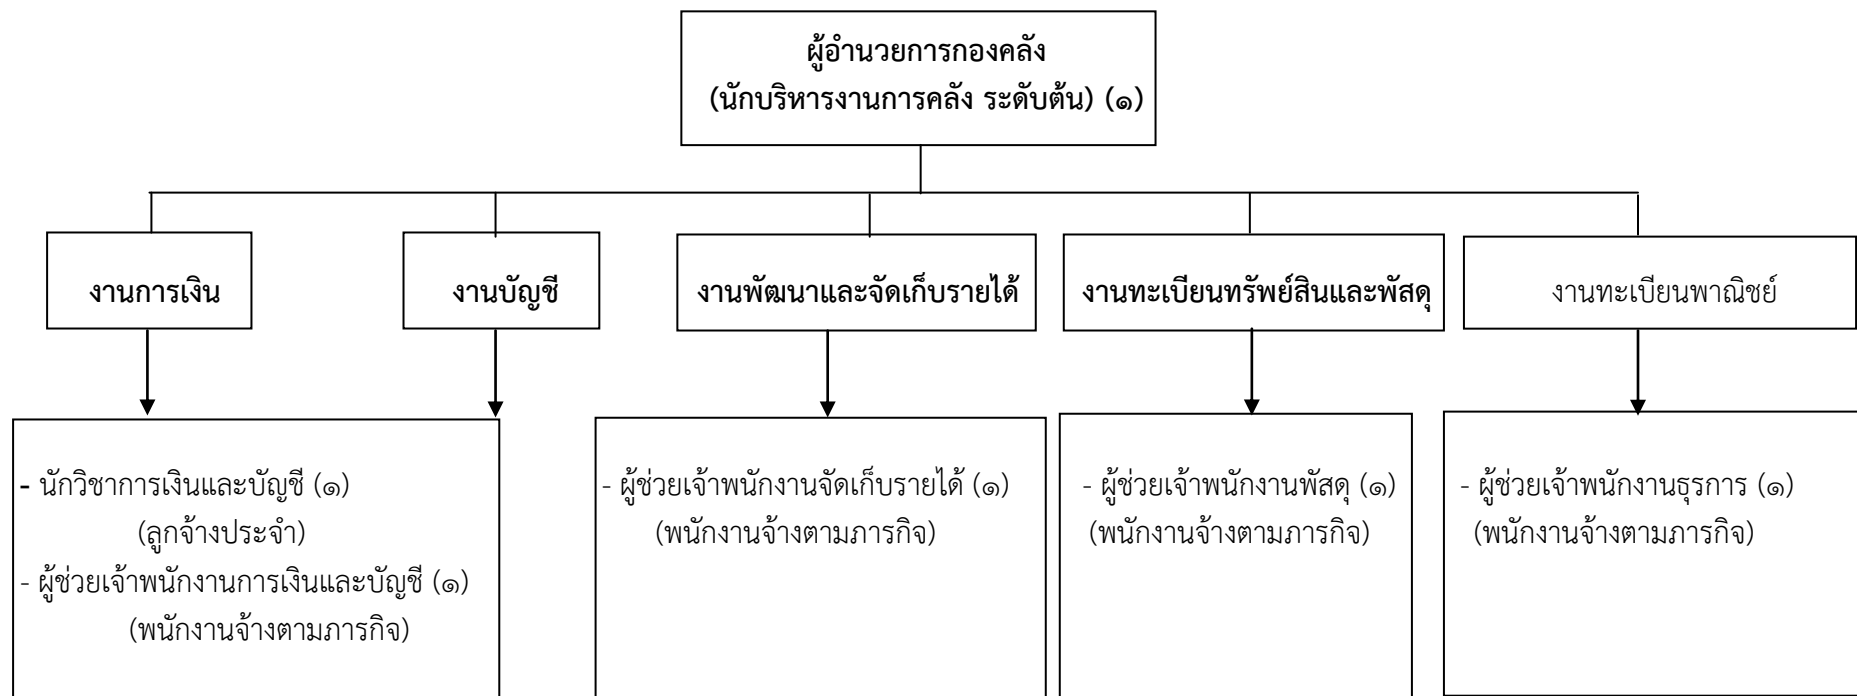 ผู้อำนวยการกองคลัง
(นักบริหารงานการคลัง ระดับต้น) (๑)
งานการเงิน
งานบัญชี
งานพัฒนาและจัดเก็บรายได้
งานทะเบียนทรัพย์สินและพัสดุ
งานทะเบียนพาณิชย์
- นักวิชาการเงินและบัญชี (๑)
(ลูกจ้างประจำ)
- ผู้ช่วยเจ้าพนักงานการเงินและบัญชี (๑)
(พนักงานจ้างตามภารกิจ)
- ผู้ช่วยเจ้าพนักงานจัดเก็บรายได้ (๑)
(พนักงานจ้างตามภารกิจ)
- ผู้ช่วยเจ้าพนักงานพัสดุ (๑)
(พนักงานจ้างตามภารกิจ)
- ผู้ช่วยเจ้าพนักงานธุรการ (๑)
(พนักงานจ้างตามภารกิจ)